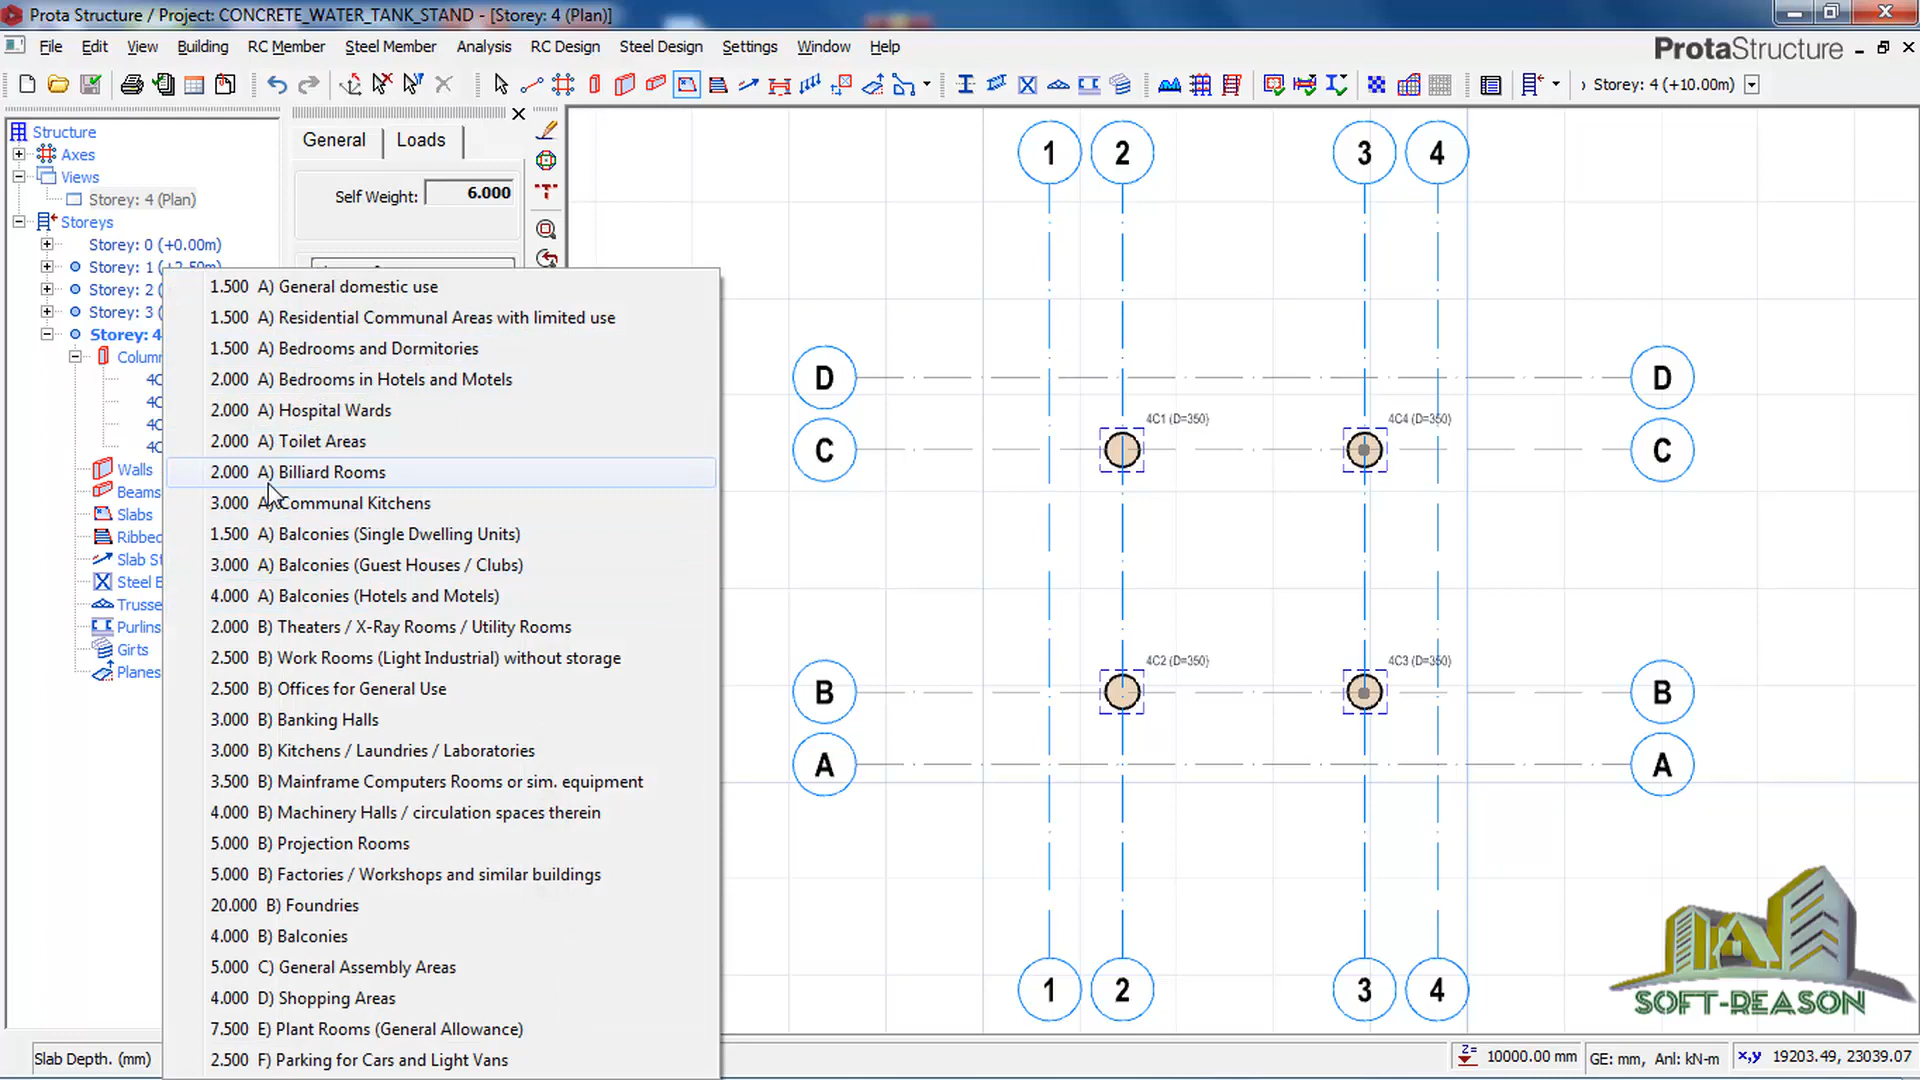 Prota Structure / Project: CONCRETE_WATER_TANK_STAND - [Storey: 4 (Plan)]
File Edit View Building RC Member Steel Member Analysis RC Design Steel Design Settings Window Help
ProtaStructure
Storey: 4 (+10.00m)
Structure
Axes
Views
Storey: 4 (Plan)
Storeys
Storey: 0 (+0.00m)
Storey: 1
Storey: 2
Storey: 3
Storey: 4
Walls
Beams
Slabs
Ribbed
Purlins
Girts
Planes
General Loads
Self Weight: 6.000
1.500 A) General domestic use
1.500 A) Residential Communal Areas with limited use
1.500 A) Bedrooms and Dormitories
2.000 A) Bedrooms in Hotels and Motels
2.000 A) Hospital Wards
2.000 A) Toilet Areas
2.000 A) Billiard Rooms
3.000 A) Communal Kitchens
1.500 A) Balconies (Single Dwelling Units)
3.000 A) Balconies (Guest Houses / Clubs)
4.000 A) Balconies (Hotels and Motels)
2.000 B) Theaters / X-Ray Rooms / Utility Rooms
2.500 B) Work Rooms (Light Industrial) without storage
2.500 B) Offices for General Use
3.000 B) Banking Halls
3.000 B) Kitchens / Laundries / Laboratories
3.500 B) Mainframe Computers Rooms or sim. equipment
4.000 B) Machinery Halls / circulation spaces therein
5.000 B) Projection Rooms
5.000 B) Factories / Workshops and similar buildings
20.000 B) Foundries
4.000 B) Balconies
5.000 C) General Assembly Areas
4.000 D) Shopping Areas
7.500 E) Plant Rooms (General Allowance)
2.500 F) Parking for Cars and Light Vans
1 2 3 4
D D
4C1 (D=350) 4C4 (D=350)
C C
4C2 (D=350) 4C3 (D=350)
B B
A A
1 2 3 4
SOFT-REASON
Slab Depth. (mm)
Z= 10000.00 mm GE: mm, Anl: kN-m x,y 19203.49, 23039.07